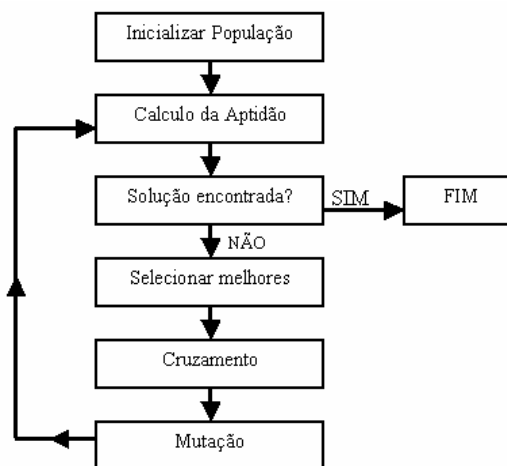 Inicializar População
Calculo da Aptidão
Solução encontrada?
SIM
FIM
NÃO
Selecionar melhores
Cruzamento
Mutação